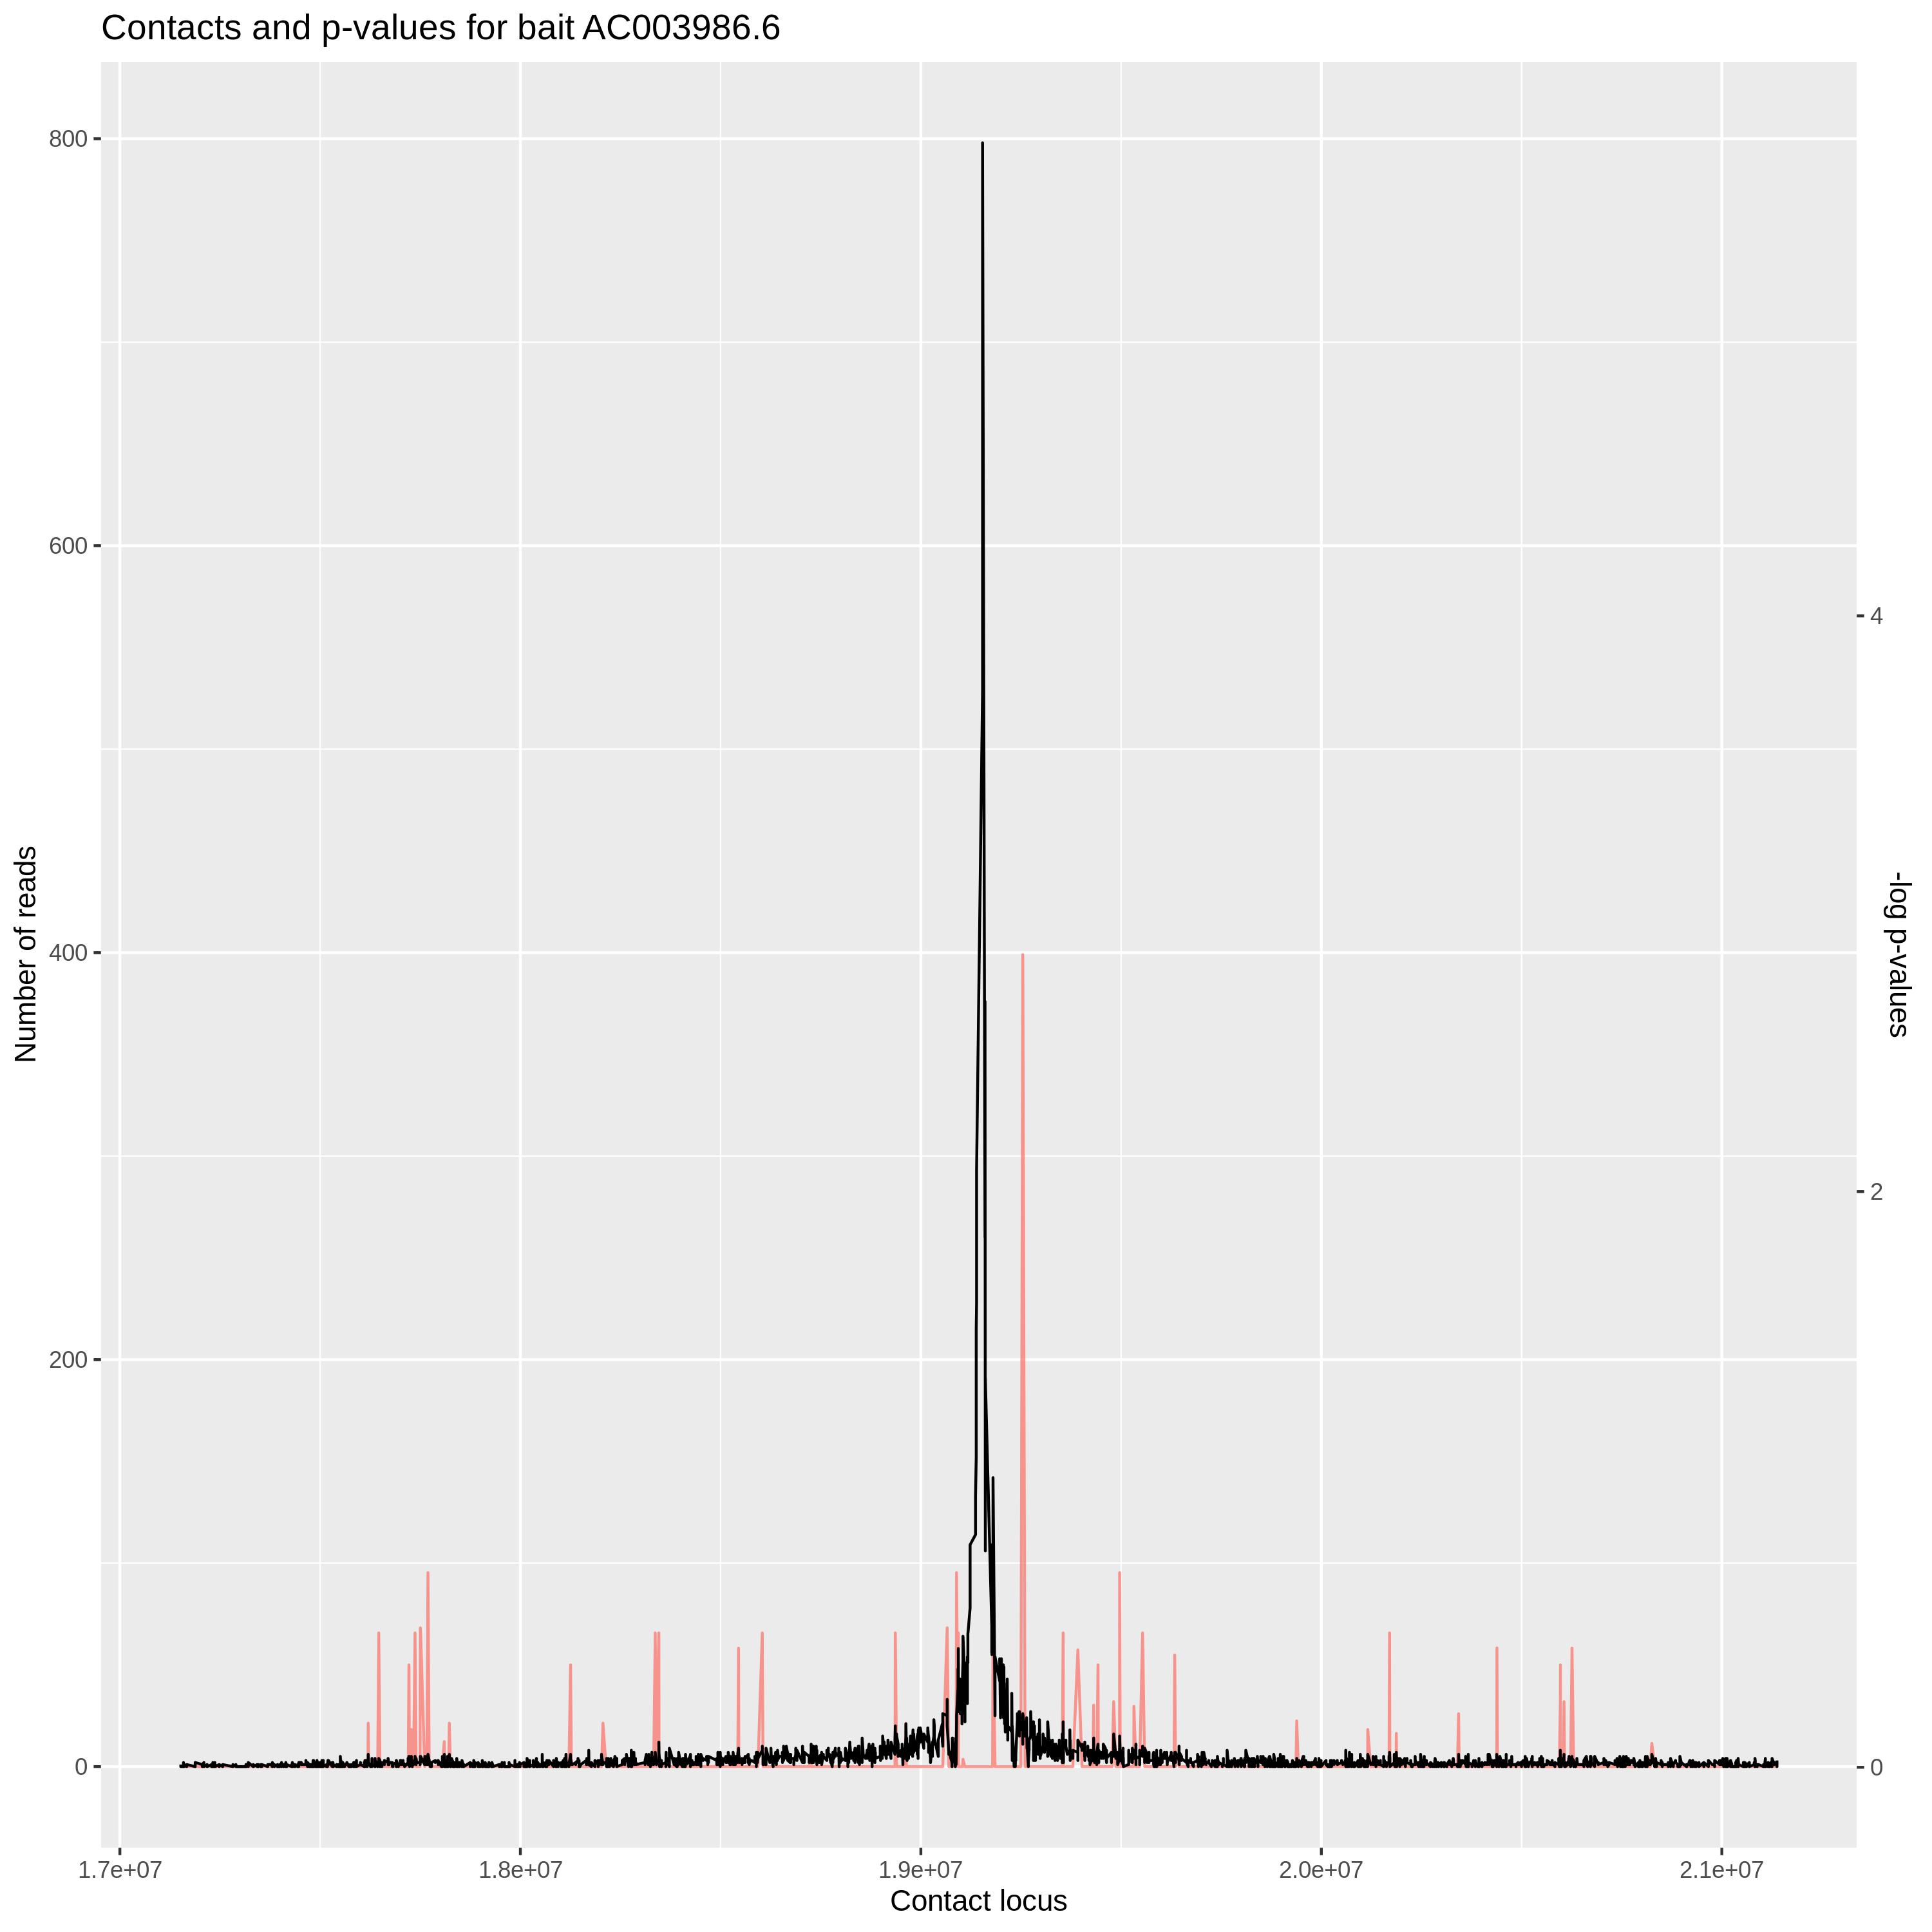 Contacts and p-values for bait AC003986.6
800
600
400
200
0
Number of reads
4
2
0
-log p-values
1.7e+07 1.8e+07 1.9e+07 2.0e+07 2.1e+07
Contact locus